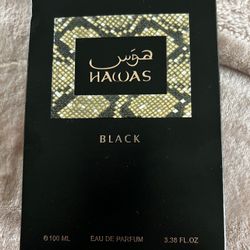 هوس
HAWAS
BLACK
℮100 ML EAU DE PARFUM 3.38 FL.OZ